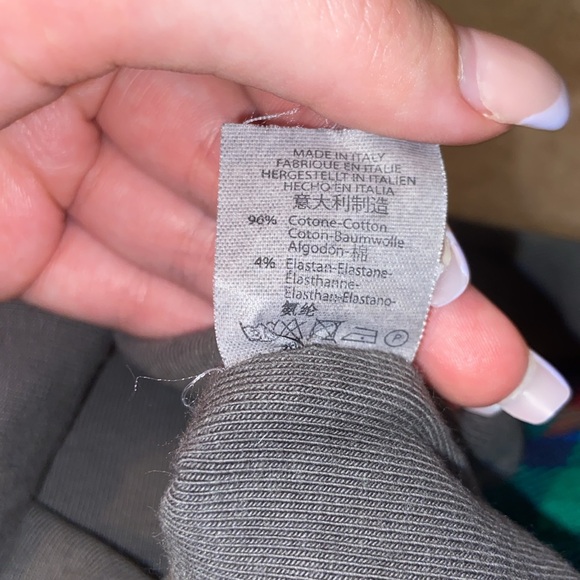 MADE IN ITALY
FABRIQUE EN ITALIE
HERGESTELLT IN ITALIEN
HECHO EN ITALIA
意大利制造
96% Cotone-Cotton
Coton-Baumwolle
Algodon-棉
4% Elastan-Elastane-
Elasthanne-
Elasthan-Elastano-
氨纶
P